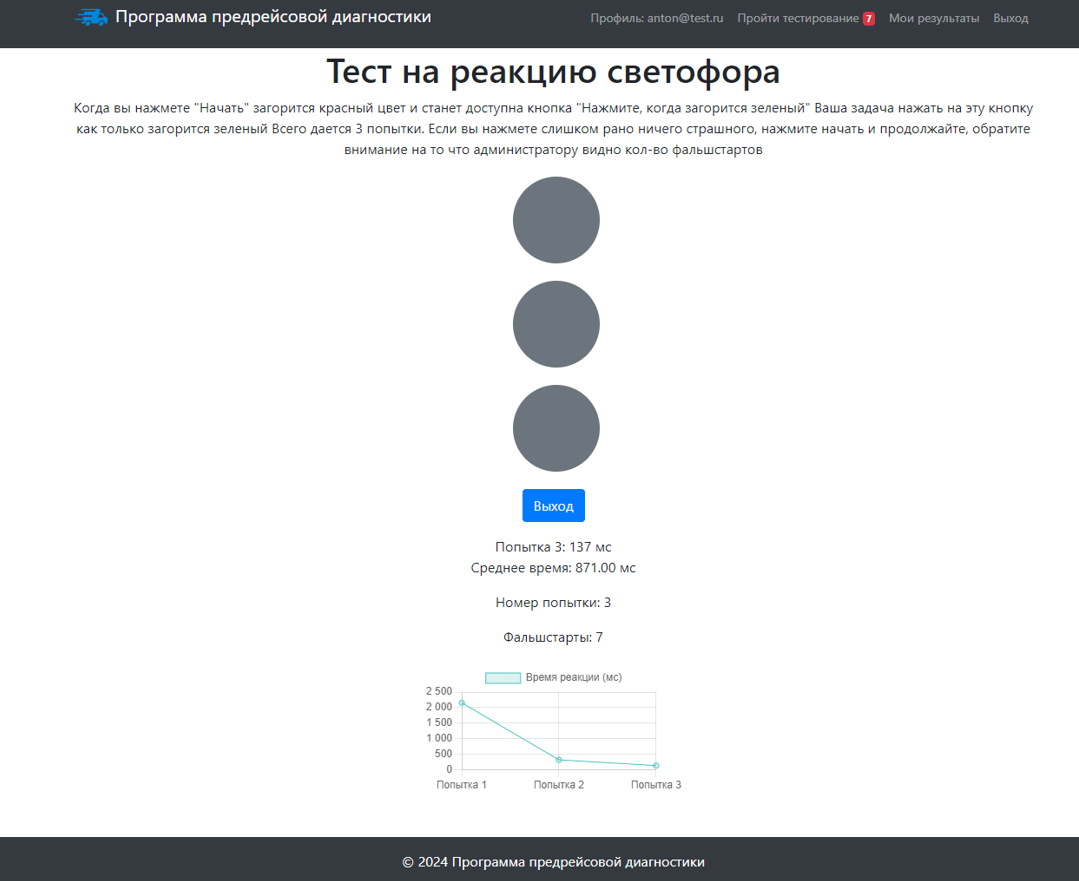 Программа предрейсовой диагностики
Профиль: anton@test.ru Пройти тестирование 7 Мои результаты Выход
Тест на реакцию светофора
Когда вы нажмете "Начать" загорится красный цвет и станет доступна кнопка "Нажмите, когда загорится зеленый" Ваша задача нажать на эту кнопку
как только загорится зеленый Всего дается 3 попытки. Если вы нажмете слишком рано ничего страшного, нажмите начать и продолжайте, обратите
внимание на то что администратору видно кол-во фальшстартов
Выход
Попытка 3: 137 мс
Среднее время: 871.00 мс
Номер попытки: 3
Фальшстарты: 7
Время реакции (мс)
2 500
2 000
1 500
1 000
500
0
Попытка 1 Попытка 2 Попытка 3
© 2024 Программа предрейсовой диагностики